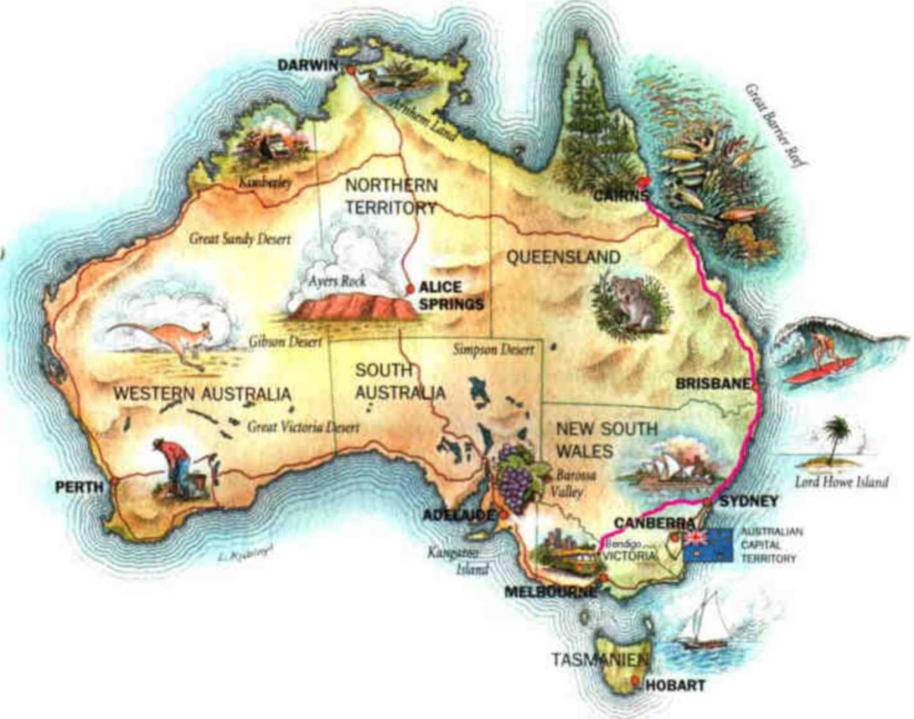 DARWIN
Arnhem Land
Great Barrier Reef
Kimberley
NORTHERN
TERRITORY
CAIRNS
Great Sandy Desert
QUEENSLAND
Ayers Rock
ALICE
SPRINGS
Gibson Desert
Simpson Desert
SOUTH
AUSTRALIA
BRISBANE
WESTERN AUSTRALIA
Great Victoria Desert
NEW SOUTH
WALES
Barossa
Valley
Lord Howe Island
PERTH
SYDNEY
ADELAIDE
CANBERRA
AUSTRALIAN
CAPITAL
TERRITORY
Bendigo
VICTORIA
Kangaroo
Island
MELBOURNE
TASMANIEN
HOBART